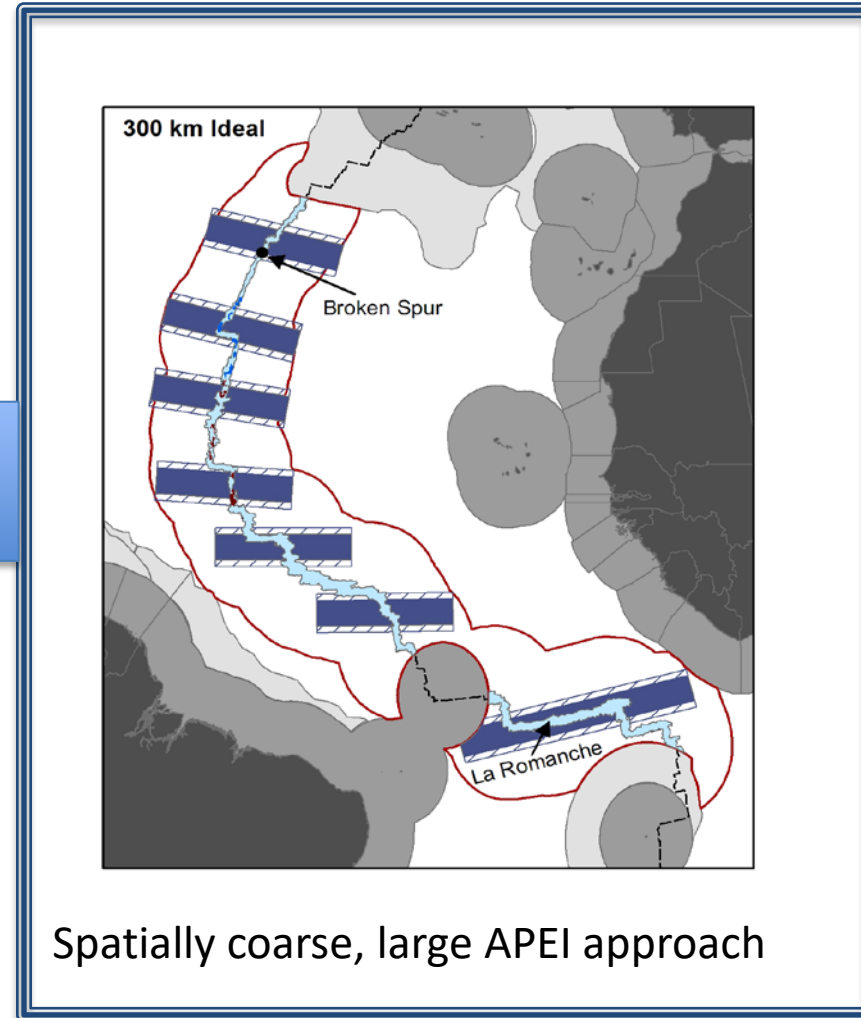 300 km Ideal
Broken Spur
La Romanche
Spatially coarse, large APEI approach